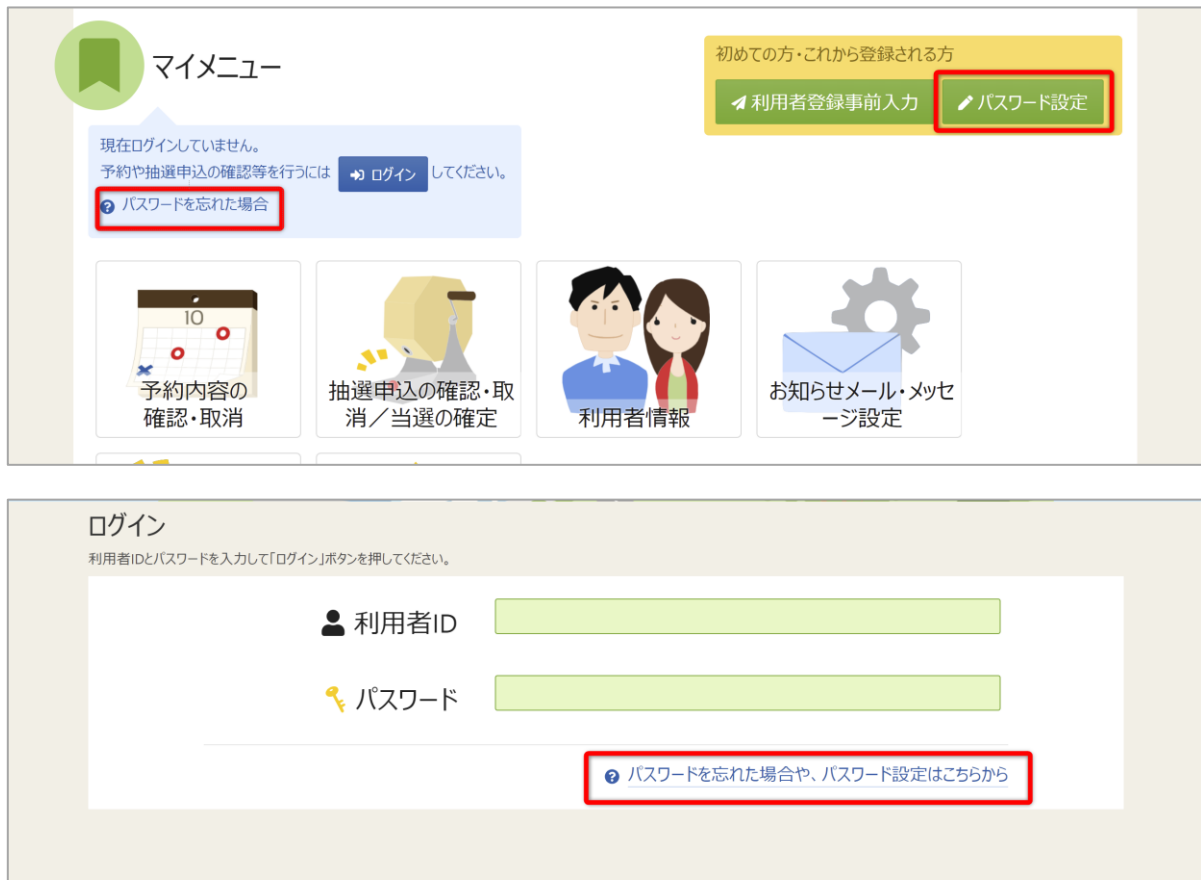 マイメニュー
初めての方・これから登録される方
利用者登録事前入力
パスワード設定
現在ログインしていません。
予約や抽選申込の確認等を行うには ログイン してください。
パスワードを忘れた場合
10
予約内容の
確認・取消
抽選申込の確認・取
消／当選の確定
利用者情報
お知らせメール・メッセ
ージ設定
ログイン
利用者IDとパスワードを入力して「ログイン」ボタンを押してください。
利用者ID
パスワード
パスワードを忘れた場合や、パスワード設定はこちらから